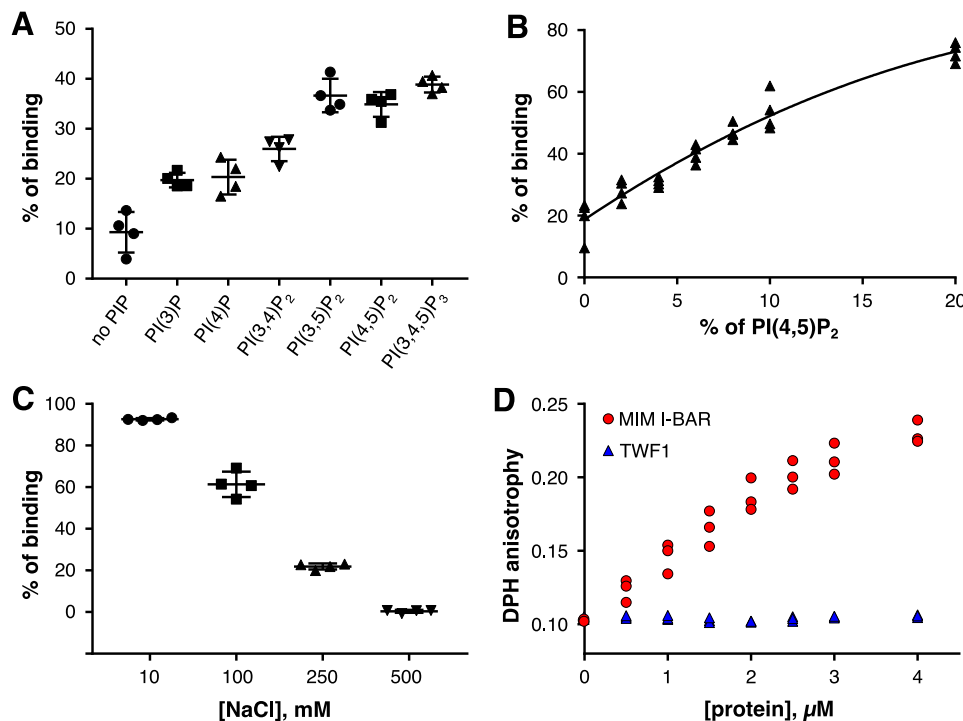 A
50
40
30
20
10
0
% of binding
no PIP
PI(3)P
PI(4)P
PI(3,4)P₂
PI(3,5)P₂
PI(4,5)P₂
PI(3,4,5)P₃
B
80
60
40
20
0
% of binding
0
5
10
15
20
% of PI(4,5)P₂
C
100
80
60
40
20
0
% of binding
10
100
250
500
[NaCl], mM
D
0.25
0.20
0.15
0.10
DPH anisotrophy
MIM I-BAR
TWF1
0
1
2
3
4
[protein], µM